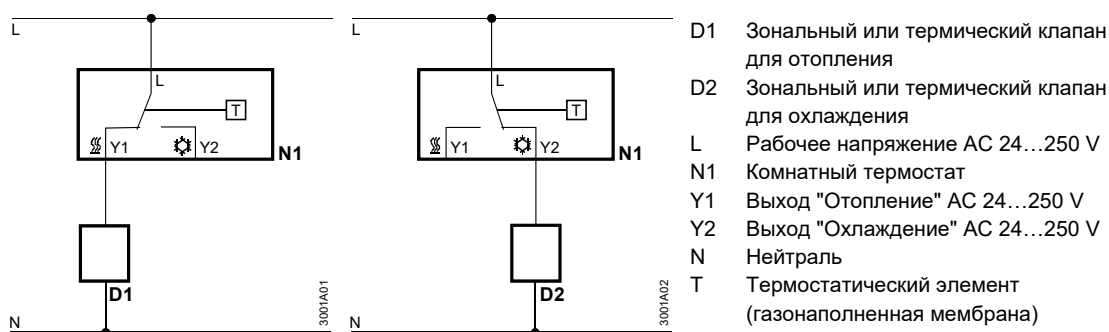 L
L
T
Y1
Y2
N1
D1
N
3001A01
L
L
T
Y1
Y2
N1
D2
N
3001A02
D1 Зональный или термический клапан
для отопления
D2 Зональный или термический клапан
для охлаждения
L Рабочее напряжение AC 24…250 V
N1 Комнатный термостат
Y1 Выход "Отопление" AC 24…250 V
Y2 Выход "Охлаждение" AC 24…250 V
N Нейтраль
T Термостатический элемент
(газонаполненная мембрана)